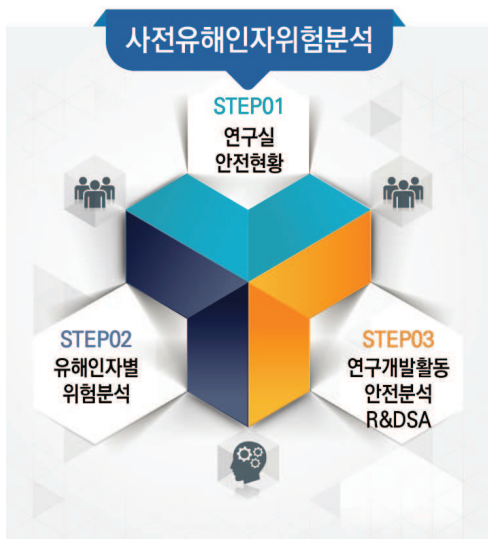 사전유해인자위험분석
STEP01
연구실
안전현황
STEP02
유해인자별
위험분석
STEP03
연구개발활동
안전분석
R&DSA